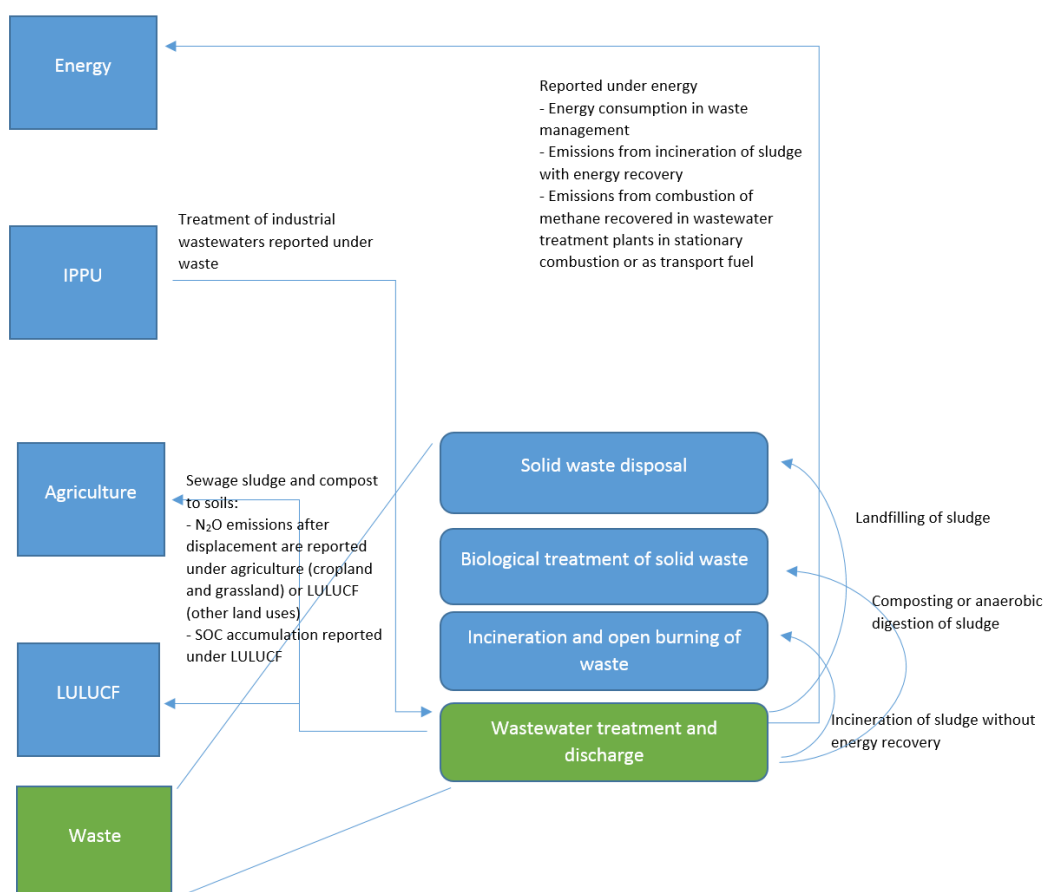 Energy
Reported under energy
- Energy consumption in waste
management
- Emissions from incineration of sludge
with energy recovery
- Emissions from combustion of
methane recovered in wastewater
treatment plants in stationary
combustion or as transport fuel
Treatment of industrial
wastewaters reported under
waste
IPPU
Agriculture
Sewage sludge and compost
to soils:
- N₂O emissions after
displacement are reported
under agriculture (cropland
and grassland) or LULUCF
(other land uses)
- SOC accumulation reported
under LULUCF
Solid waste disposal
Landfilling of sludge
Biological treatment of solid waste
Composting or anaerobic
digestion of sludge
Incineration and open burning of
waste
LULUCF
Wastewater treatment and
discharge
Incineration of sludge without
energy recovery
Waste